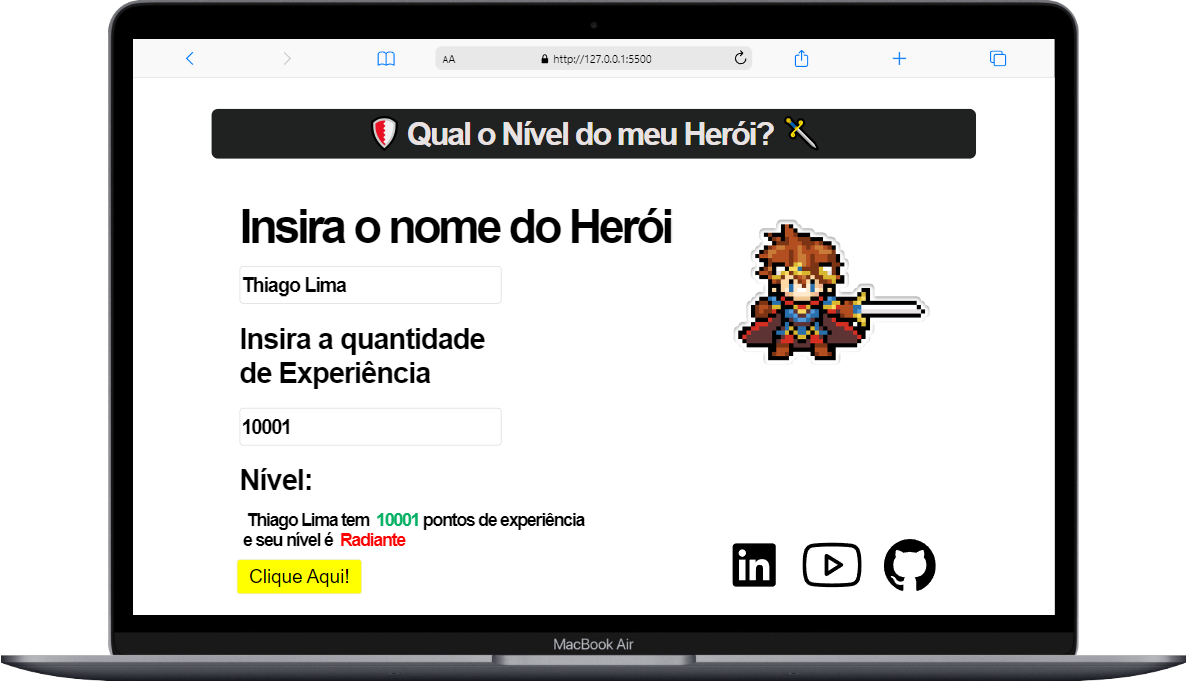 AA http://127.0.0.1:5500
Qual o Nível do meu Herói?
Insira o nome do Herói
Thiago Lima
Insira a quantidade
de Experiência
10001
Nível:
Thiago Lima tem 10001 pontos de experiência
e seu nível é Radiante
Clique Aqui!
in
MacBook Air